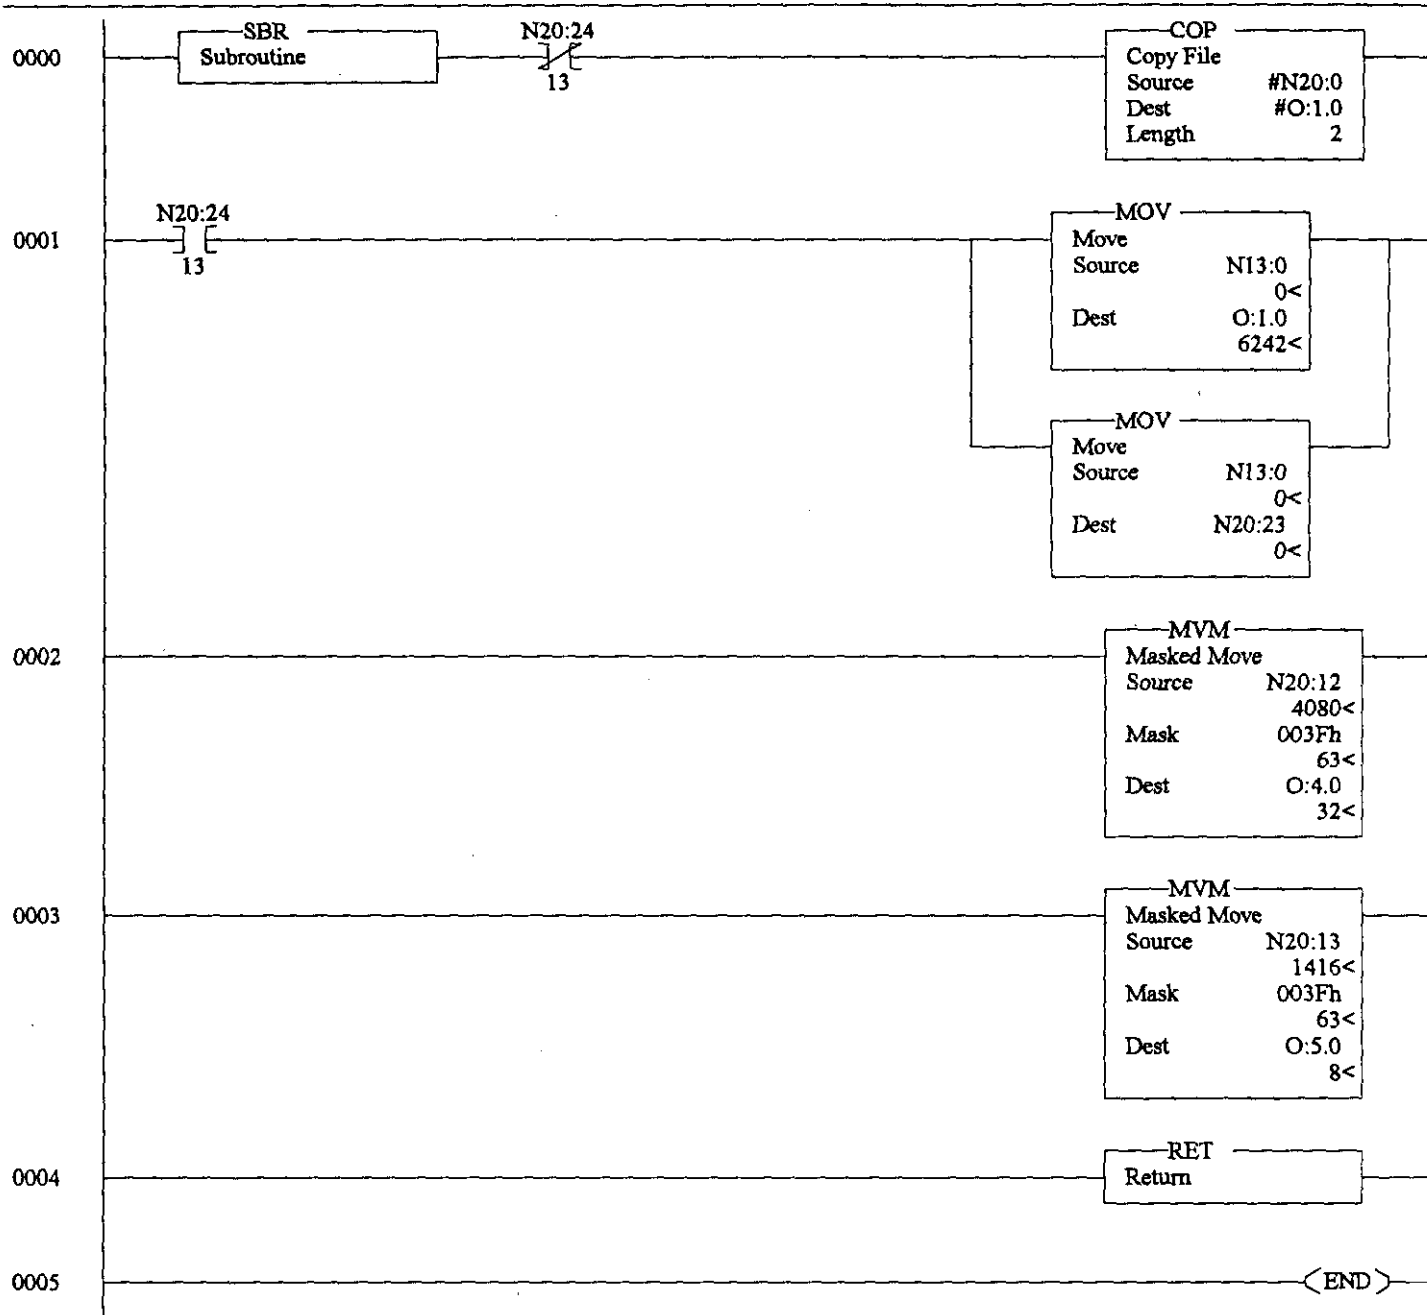 SBR
N20:24
COP
0000
Subroutine
Copy File
13
Source #N20:0
Dest #O:1.0
Length 2
N20:24
MOV
0001
Move
13
Source N13:0
0<
Dest O:1.0
6242<
MOV
Move
Source N13:0
0<
Dest N20:23
0<
MVM
0002
Masked Move
Source N20:12
4080<
Mask 003Fh
63<
Dest O:4.0
32<
MVM
0003
Masked Move
Source N20:13
1416<
Mask 003Fh
63<
Dest O:5.0
8<
RET
0004
Return
0005
END